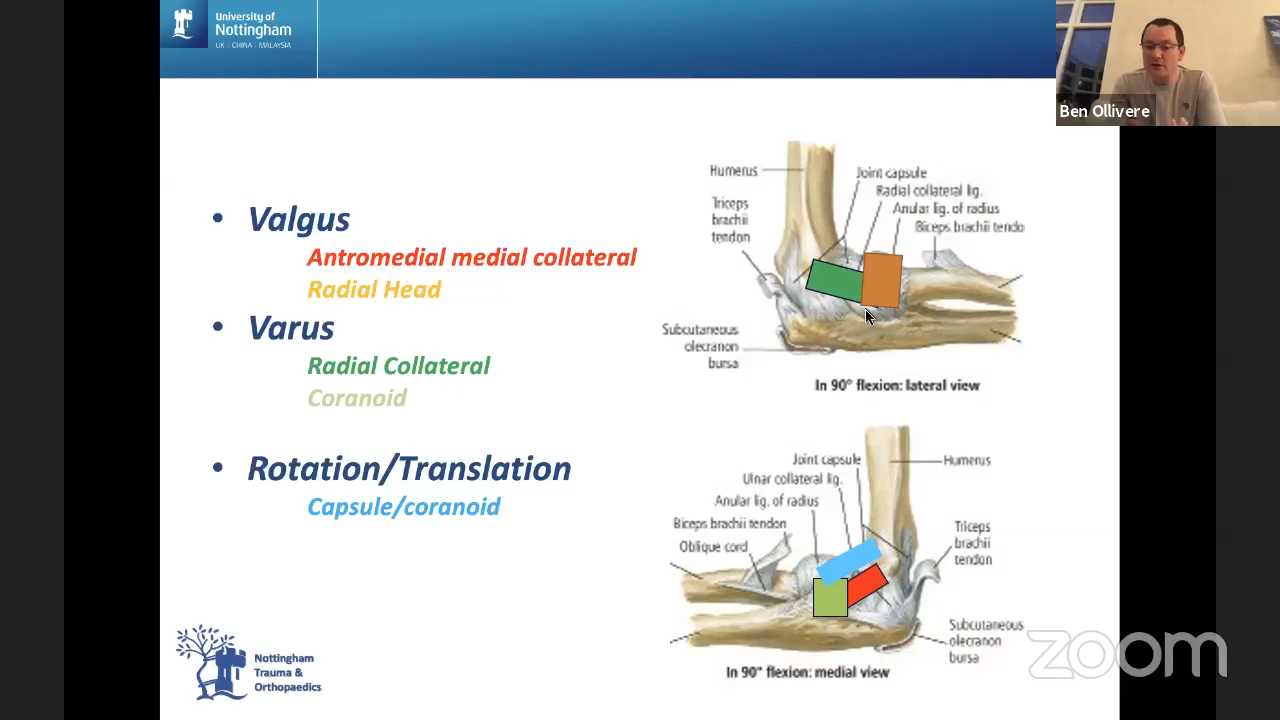 University of
Nottingham
UK | CHINA | MALAYSIA
Ben Ollivere
• Valgus
Antromedial medial collateral
Radial Head
• Varus
Radial Collateral
Coranoid
• Rotation/Translation
Capsule/coranoid
Humerus
Triceps
brachii
tendon
Joint capsule
Radial collateral lig.
Anular lig. of radius
Biceps brachii tendo
Subcutaneous
olecranon
bursa
In 90° flexion: lateral view
Joint capsule
Ulnar collateral lig.
Anular lig. of radius
Biceps brachii tendon
Oblique cord
Humerus
Triceps
brachii
tendon
Subcutaneous
olecranon
bursa
In 90° flexion: medial view
Nottingham
Trauma &
Orthopaedics
zoom